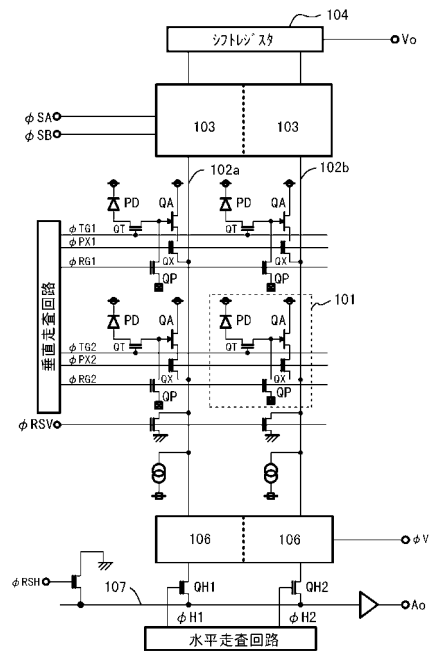 104
シフトレジスタ
Vo
φSA
φSB
103
103
102a
102b
PD
QA
PD
QA
QT
QT
φTG1
φPX1
φRG1
QX
QX
QP
QP
101
垂直走査回路
PD
QA
PD
QA
QT
QT
φTG2
φPX2
φRG2
QX
QX
QP
QP
φRSV
106
106
φV
φRSH
107
QH1
QH2
φH1
φH2
Ao
水平走査回路